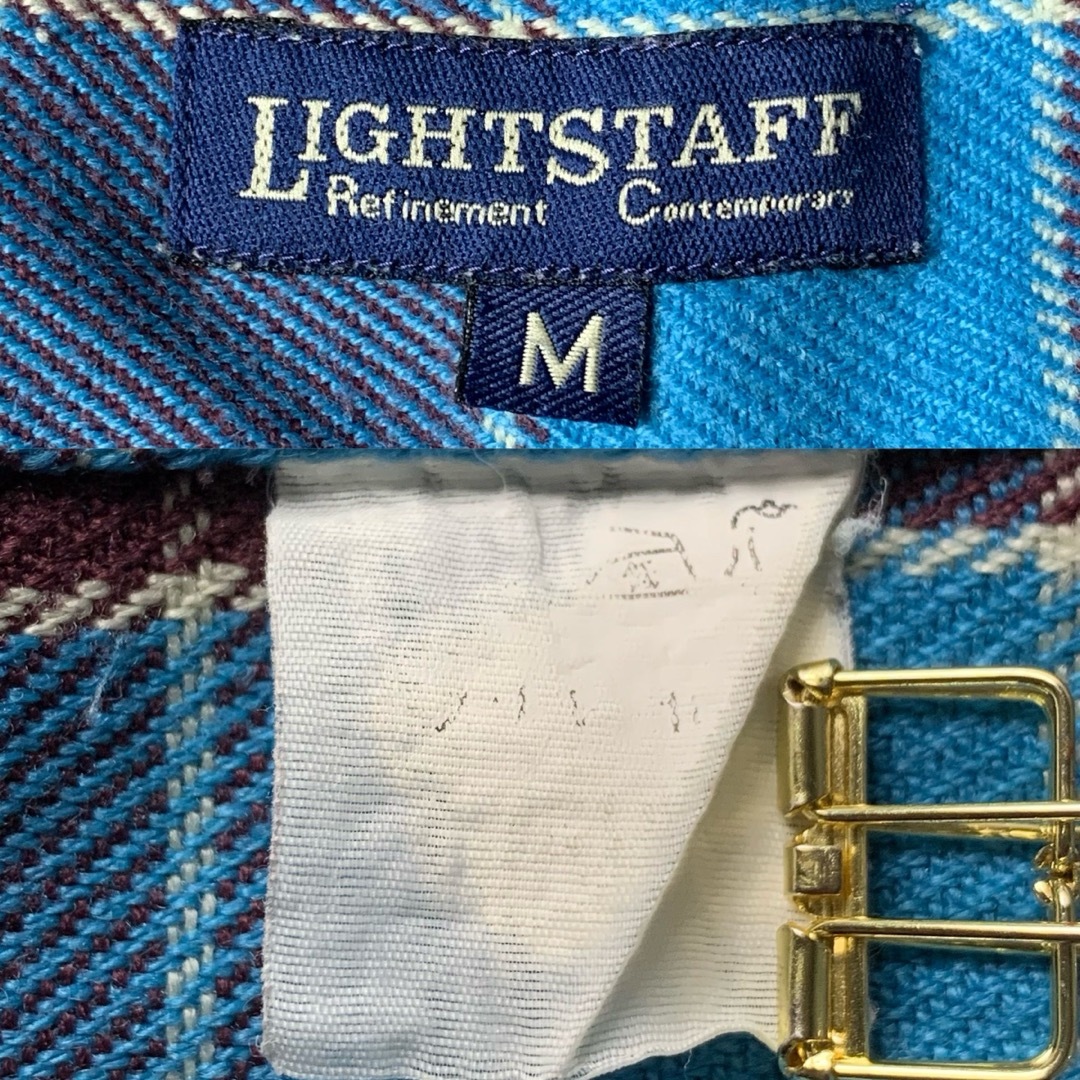 LIGHTSTAFF
Refinement Contemporary
M